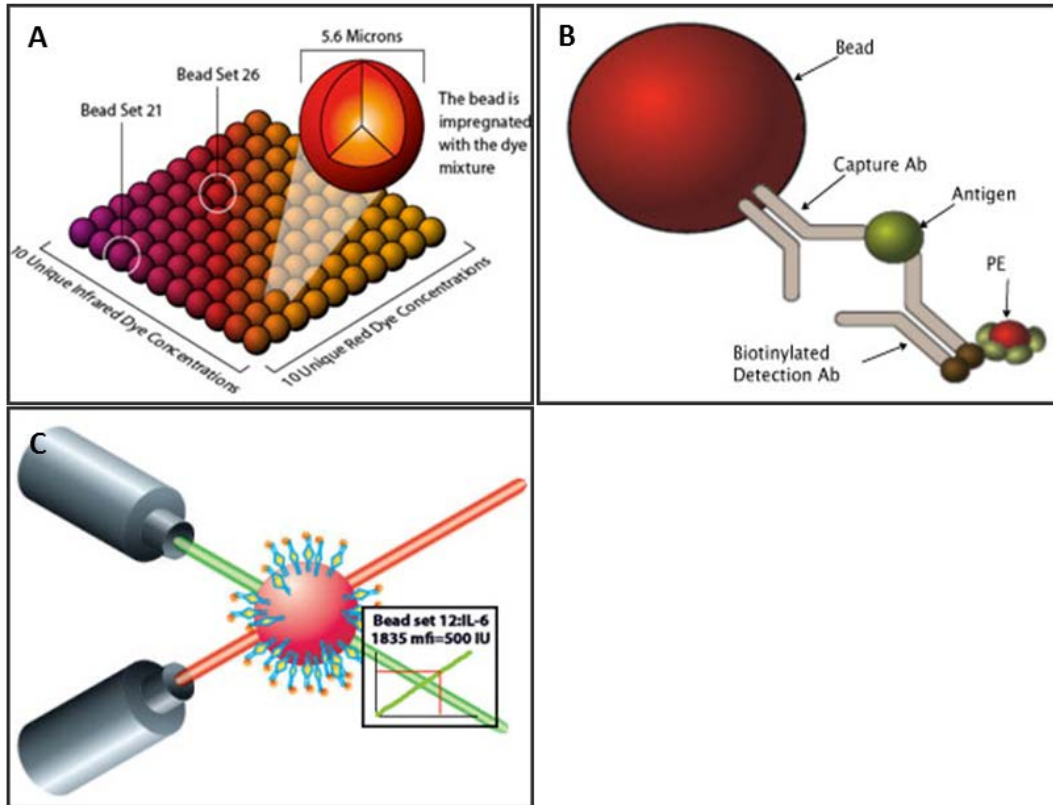 A
5.6 Microns
Bead Set 26
Bead Set 21
The bead is
impregnated
with the dye
mixture
10 Unique Infrared Dye Concentrations
10 Unique Red Dye Concentrations
B
Bead
Capture Ab
Antigen
PE
Biotinylated
Detection Ab
C
Bead set 12:IL-6
1835 mfi=500 IU